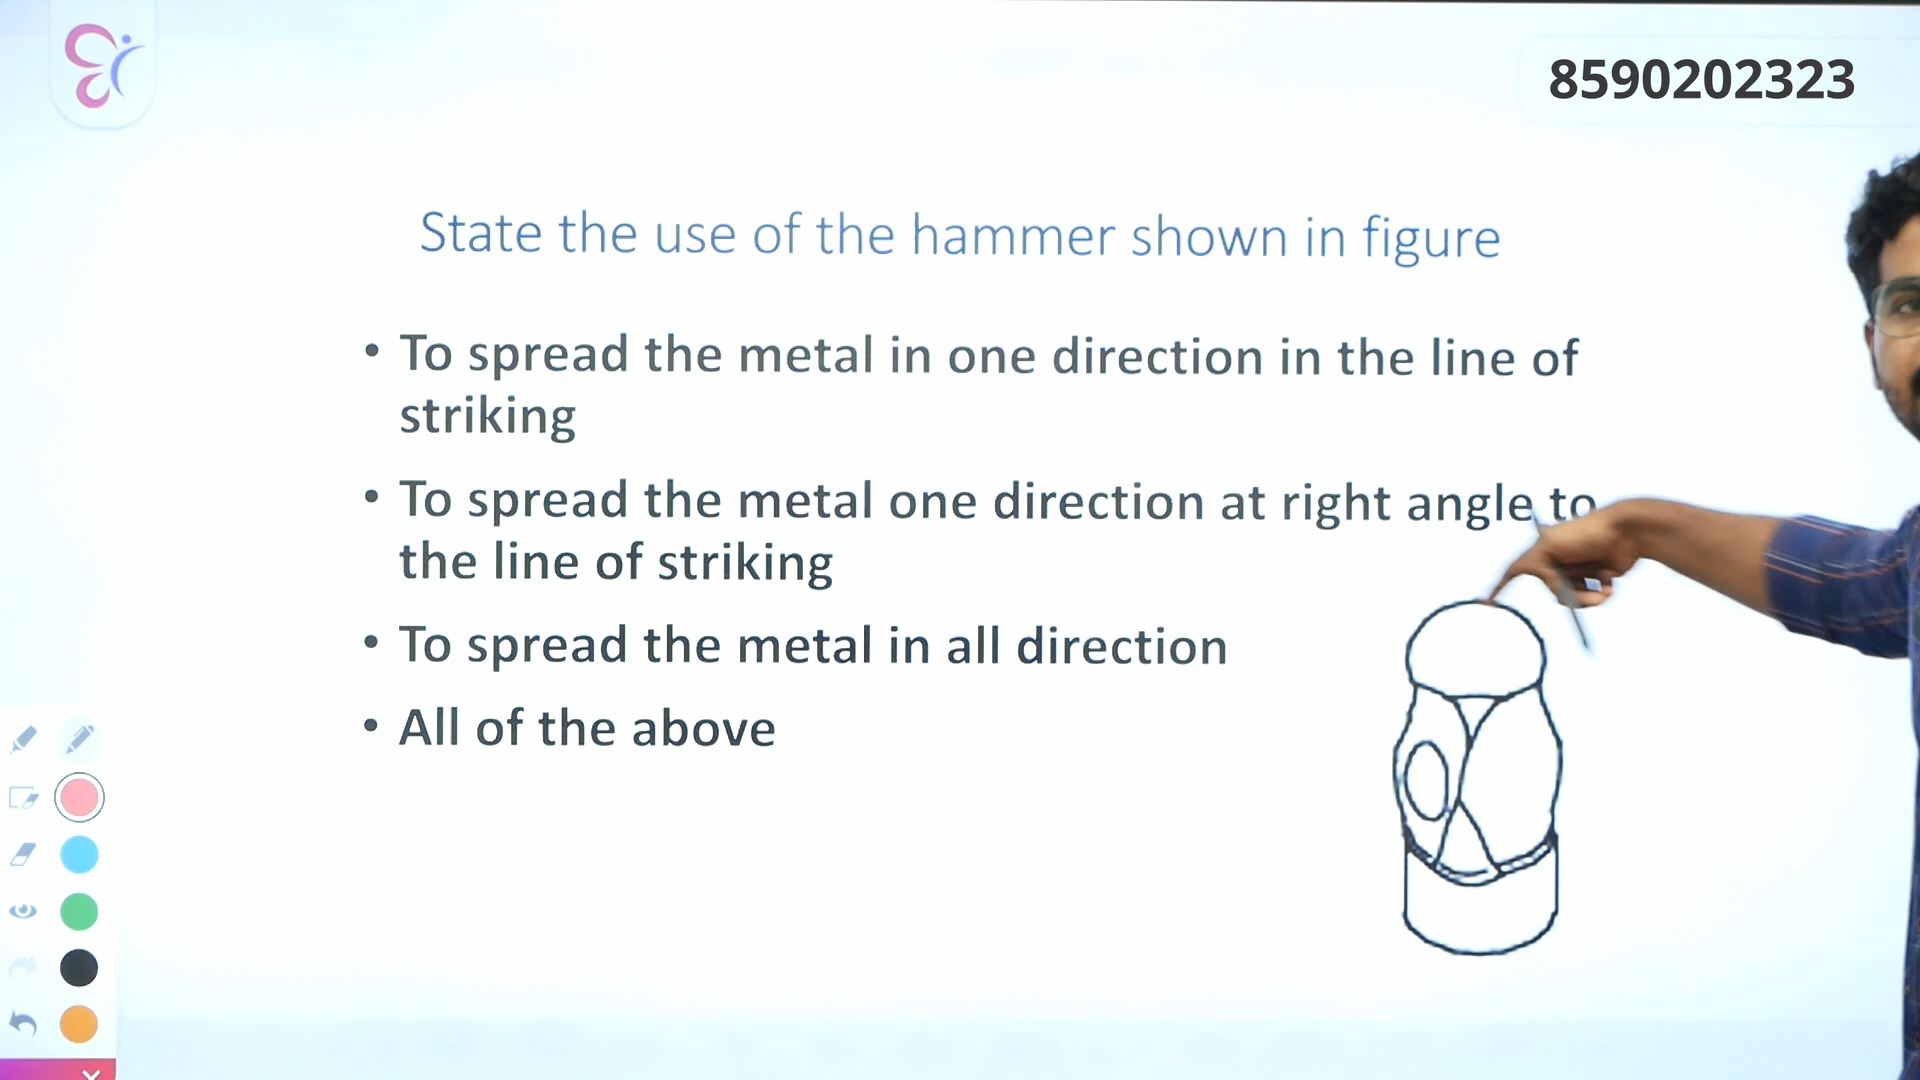 8590202323
State the use of the hammer shown in figure
• To spread the metal in one direction in the line of
striking
• To spread the metal one direction at right angle to
the line of striking
• To spread the metal in all direction
• All of the above